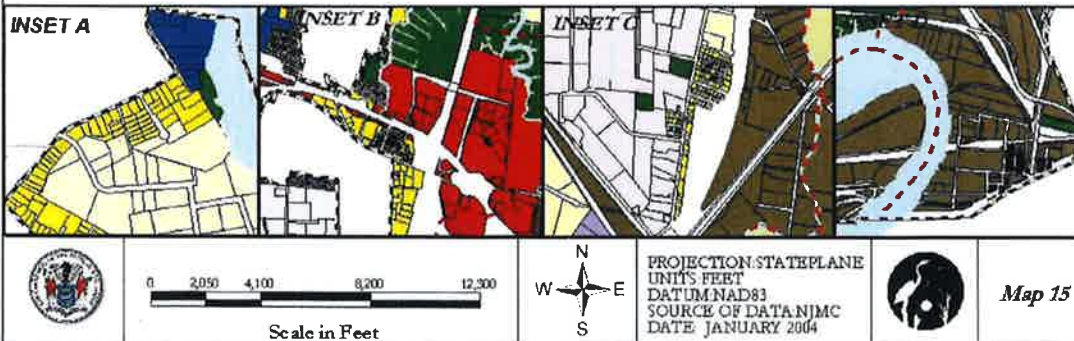 INSET A
INSET B
INSET C
0 2,050 4,100 8,200 12,300
Scale in Feet
N
W E
S
PROJECTION:STATEPLANE
UNITS FEET
DATUM:NAD83
SOURCE OF DATA:NJMC
DATE: JANUARY 2004
Map 15